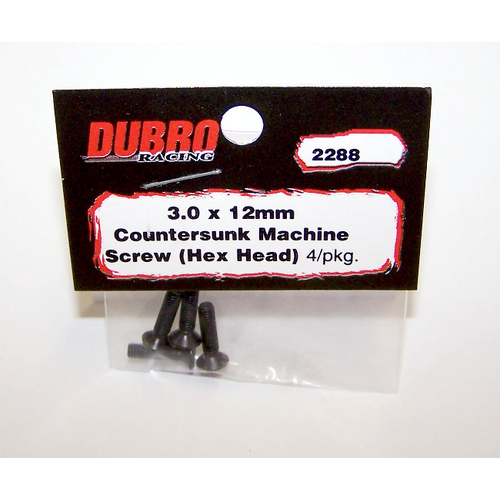 DUBRO
RACING
2288
3.0 x 12mm
Countersunk Machine
Screw (Hex Head) 4/pkg.